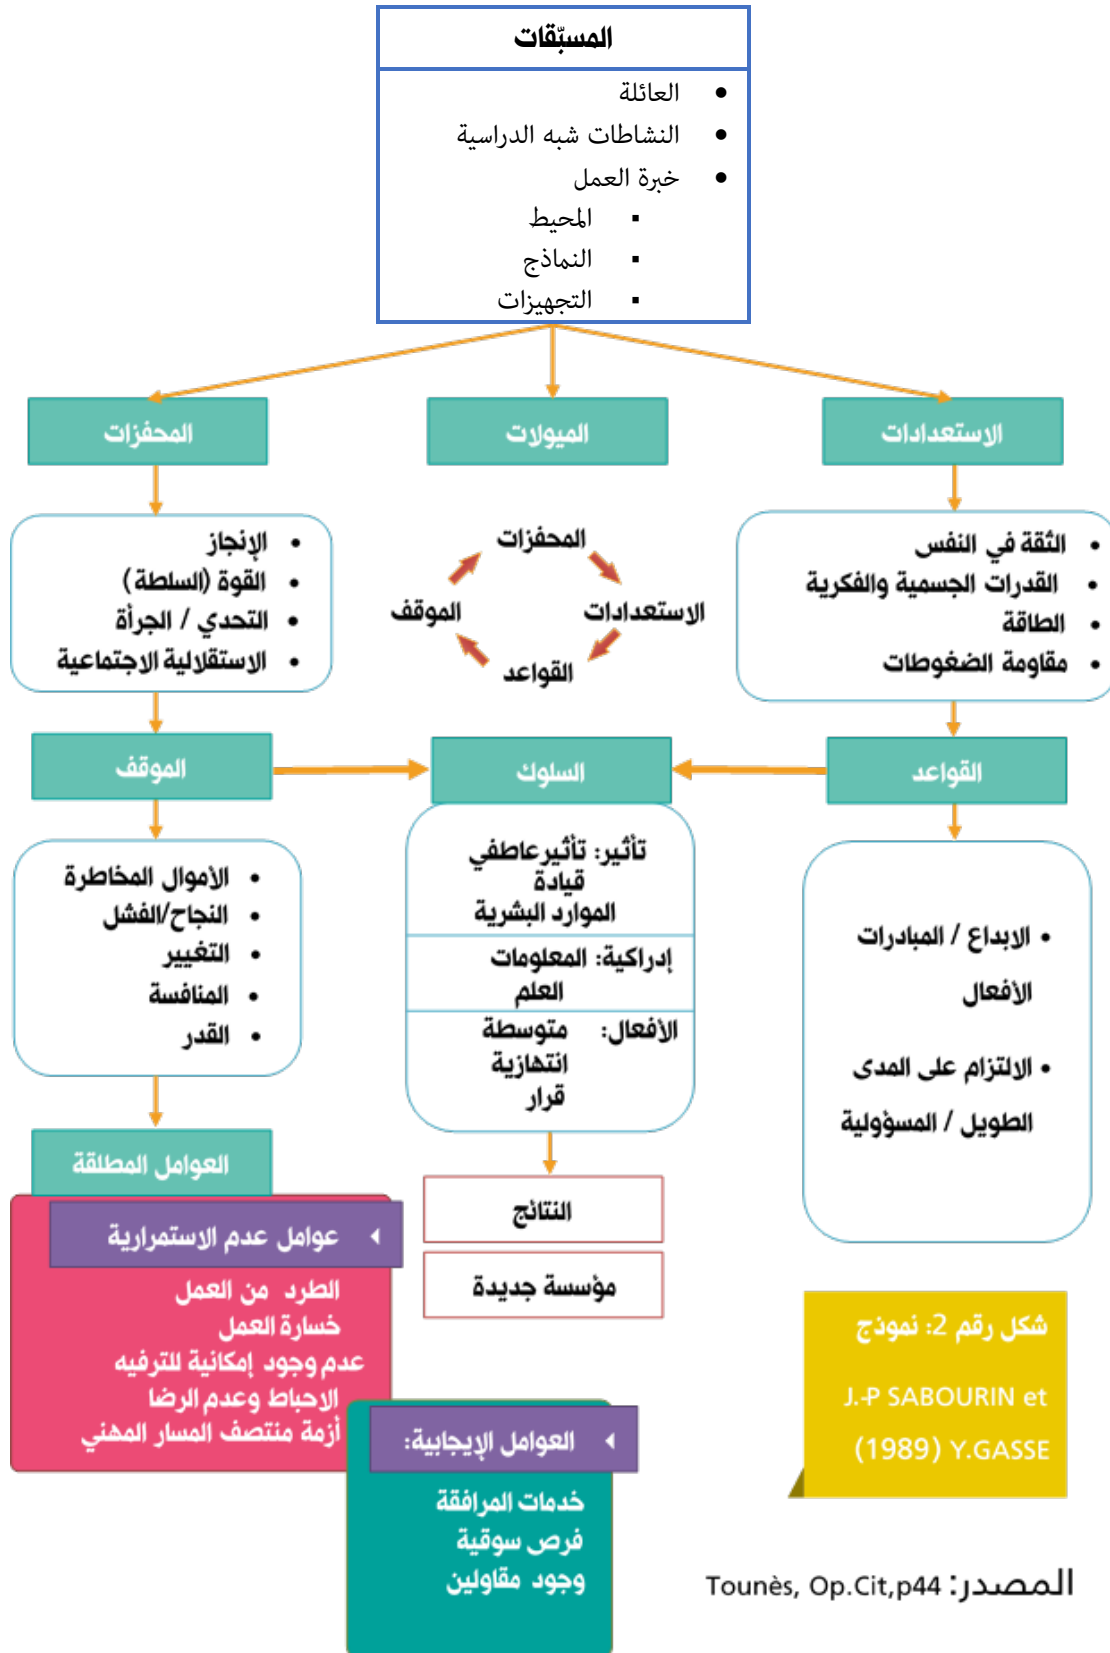 المسبّقات
• العائلة
• النشاطات شبه الدراسية
• خبرة العمل
▪ المحيط
▪ النماذج
▪ التجهيزات
الاستعدادات
الميولات
المحفزات
• الثقة في النفس
• القدرات الجسمية والفكرية
• الطاقة
• مقاومة الضغوطات
المحفزات
الاستعدادات
القواعد
الموقف
• الإنجاز
• القوة (السلطة)
• التحدي / الجرأة
• الاستقلالية الاجتماعية
القواعد
السلوك
الموقف
• الابداع / المبادرات
الأفعال
• الالتزام على المدى
الطويل / المسؤولية
تأثير: تأثيرعاطفي
قيادة
الموارد البشرية
إدراكية: المعلومات
العلم
الأفعال: متوسطة
انتهازية
قرار
• الأموال المخاطرة
• النجاح/الفشل
• التغيير
• المنافسة
• القدر
النتائج
مؤسسة جديدة
العوامل المطلقة
عوامل عدم الاستمرارية
الطرد من العمل
خسارة العمل
عدم وجود إمكانية للترفيه
الاحباط وعدم الرضا
أزمة منتصف المسار المهني
العوامل الإيجابية:
خدمات المرافقة
فرص سوقية
وجود مقاولين
شكل رقم 2: نموذج
J.-P SABOURIN et
Y.GASSE (1989)
المصدر: Tounès, Op.Cit,p44